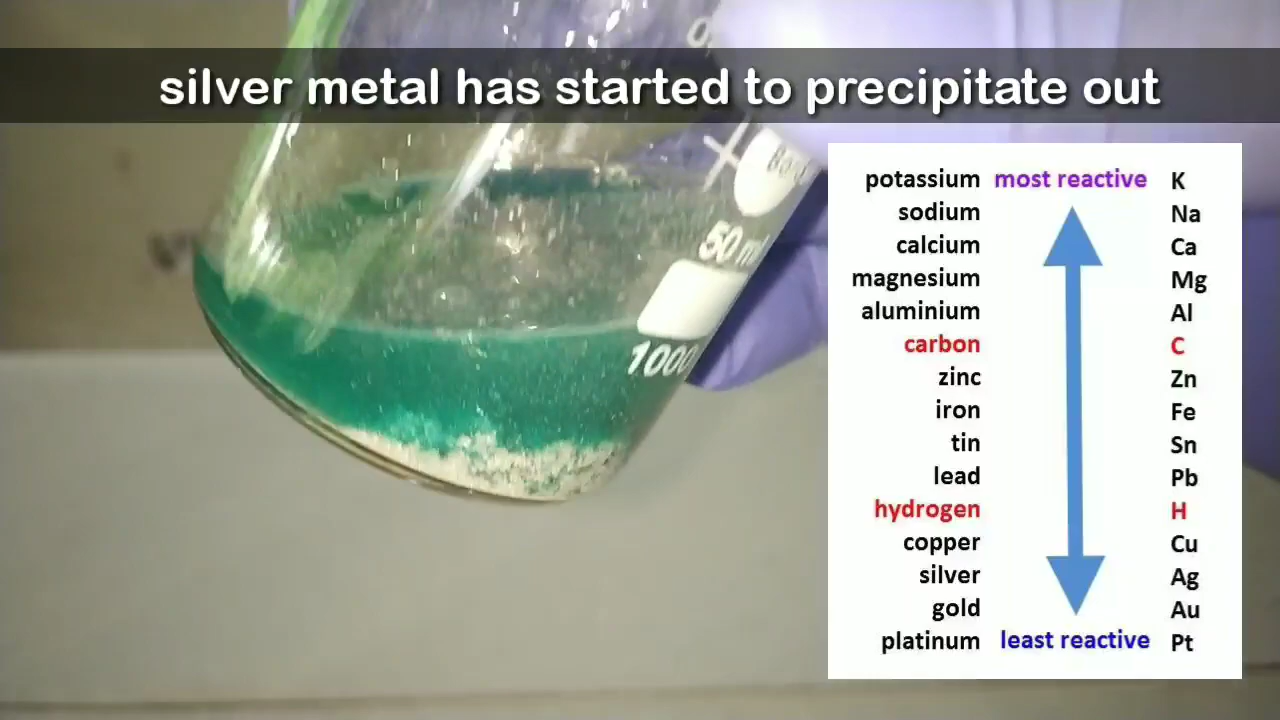 silver metal has started to precipitate out
50 ml
1000
potassium most reactive K
sodium Na
calcium Ca
magnesium Mg
aluminium Al
carbon C
zinc Zn
iron Fe
tin Sn
lead Pb
hydrogen H
copper Cu
silver Ag
gold Au
platinum least reactive Pt